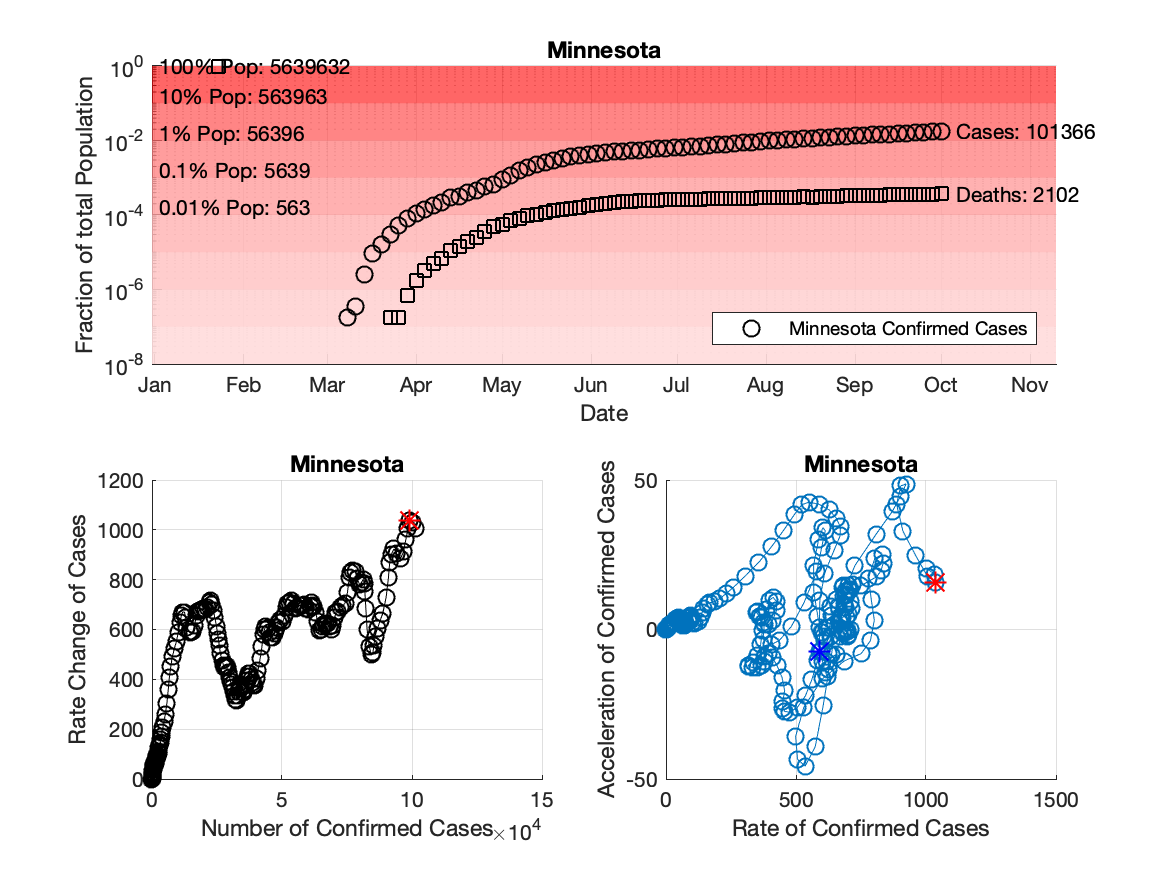 Minnesota
Fraction of total Population
10^0
10^-2
10^-4
10^-6
10^-8
100% Pop: 5639632
10% Pop: 563963
1% Pop: 56396
0.1% Pop: 5639
0.01% Pop: 563
Cases: 101366
Deaths: 2102
Minnesota Confirmed Cases
Jan Feb Mar Apr May Jun Jul Aug Sep Oct Nov
Date
Minnesota
Rate Change of Cases
1200
1000
800
600
400
200
0
0 5 10 15
Number of Confirmed Cases ×10^4
Minnesota
Acceleration of Confirmed Cases
50
0
-50
0 500 1000 1500
Rate of Confirmed Cases